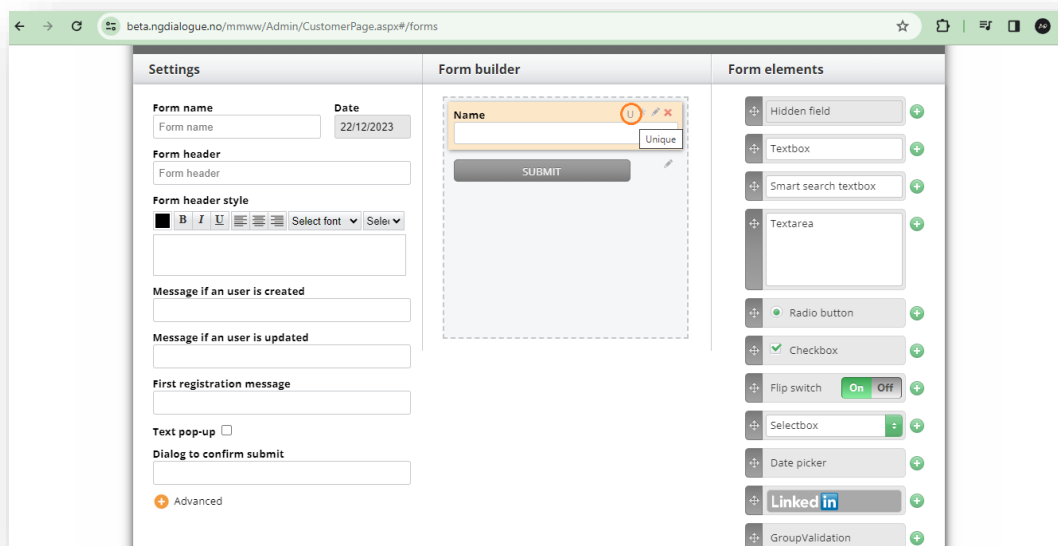 beta.ngdialogue.no/mmww/Admin/CustomerPage.aspx#/forms
Settings
Form name
Date
Form name
22/12/2023
Form header
Form header
Form header style
B I U Select font Selec
Message if an user is created
Message if an user is updated
First registration message
Text pop-up
Dialog to confirm submit
Advanced
Form builder
Name
U
Unique
SUBMIT
Form elements
Hidden field
Textbox
Smart search textbox
Textarea
Radio button
Checkbox
Flip switch On Off
Selectbox
Date picker
Linked in
GroupValidation